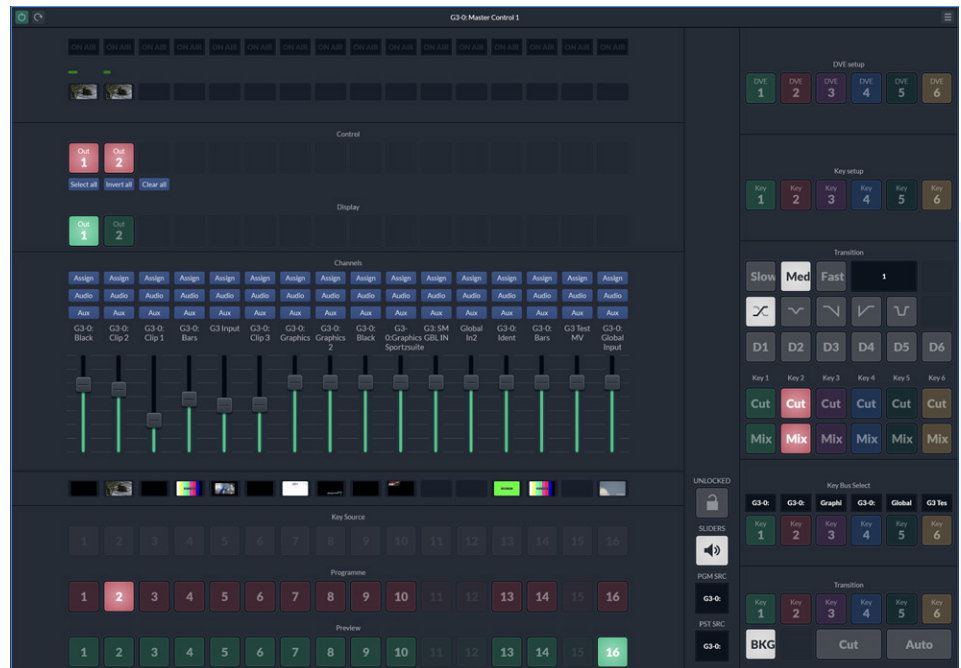 G3-0: Master Control 1
ON AIR ON AIR ON AIR ON AIR ON AIR ON AIR ON AIR ON AIR ON AIR ON AIR ON AIR ON AIR ON AIR ON AIR ON AIR ON AIR
Control
Out 1 Out 2
Select all Invert all Clear all
Display
Out 1 Out 2
Channels
Assign Assign Assign Assign Assign Assign Assign Assign Assign Assign Assign Assign Assign Assign Assign Assign
Audio Audio Audio Audio Audio Audio Audio Audio Audio Audio Audio Audio Audio Audio Audio Audio
Aux Aux Aux Aux Aux Aux Aux Aux Aux Aux Aux Aux Aux Aux Aux Aux
G3-0: G3-0: G3-0: G3-0: G3 Input G3-0: G3-0: G3-0: G3-0: G3- G3: SM Global G3-0: G3-0: G3 Test G3-0:
Black Clip 2 Clip 1 Bars Clip 3 Graphics Graphics Black 0:Graphics GBL IN In2 Ident Bars MV Global
2 Sportzsuite Input
Key Source
1 2 3 4 5 6 7 8 9 10 11 12 13 14 15 16
Programme
1 2 3 4 5 6 7 8 9 10 11 12 13 14 15 16
Preview
1 2 3 4 5 6 7 8 9 10 11 12 13 14 15 16
UNLOCKED
SLIDERS
PGM SRC
G3-0:
PST SRC
G3-0:
DVE setup
DVE DVE DVE DVE DVE DVE
1 2 3 4 5 6
Key setup
Key Key Key Key Key Key
1 2 3 4 5 6
Transition
Slow Med Fast 1
D1 D2 D3 D4 D5 D6
Key 1 Key 2 Key 3 Key 4 Key 5 Key 6
Cut Cut Cut Cut Cut Cut
Mix Mix Mix Mix Mix Mix
Key Bus Select
G3-0: G3-0: Graphi G3-0: Global G3 Tes
Key Key Key Key Key Key
1 2 3 4 5 6
Transition
Key Key Key Key Key Key
1 2 3 4 5 6
BKG Cut Auto